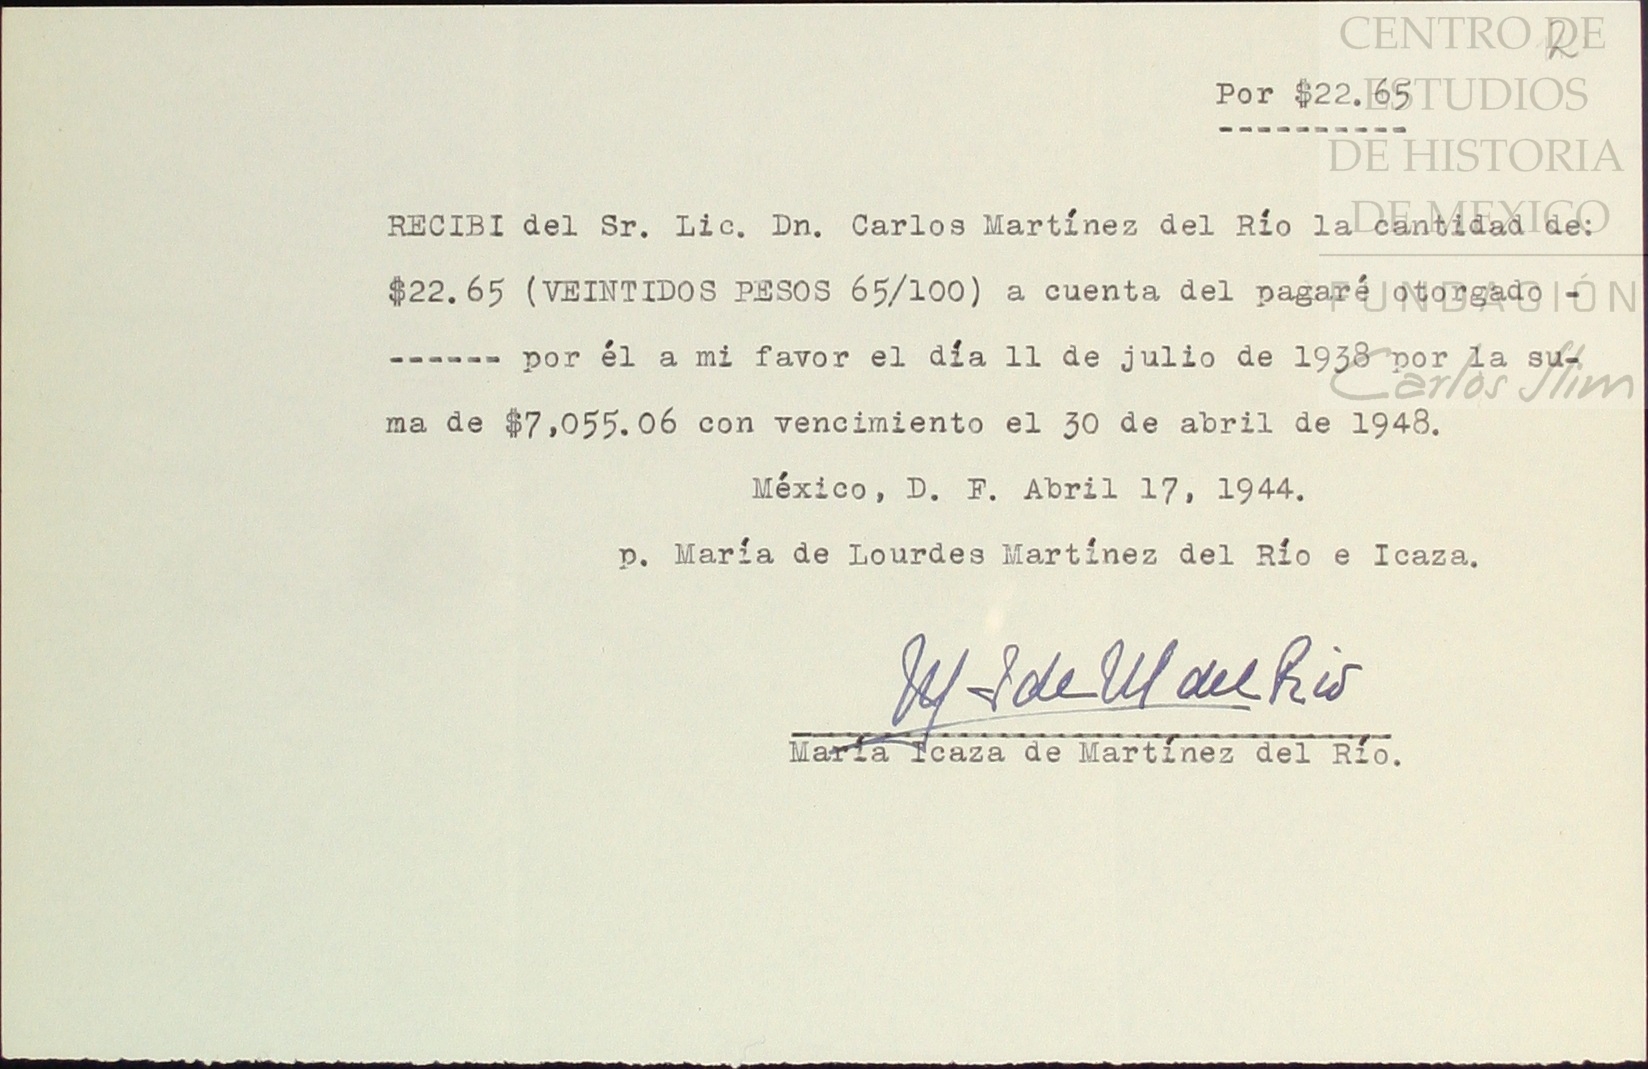 CENTRO DE
ESTUDIOS
DE HISTORIA
DE MEXICO
FUNDACIÓN
Carlos Slim
2
Por $22.65
----------
RECIBI del Sr. Lic. Dn. Carlos Martínez del Río la cantidad de:
$22.65 (VEINTIDOS PESOS 65/100) a cuenta del pagaré otorgado -
------ por él a mi favor el día 11 de julio de 1938 por la su-
ma de $7,055.06 con vencimiento el 30 de abril de 1948.
México, D. F. Abril 17, 1944.
p. María de Lourdes Martínez del Río e Icaza.
M I de M del Rio
María Icaza de Martínez del Río.